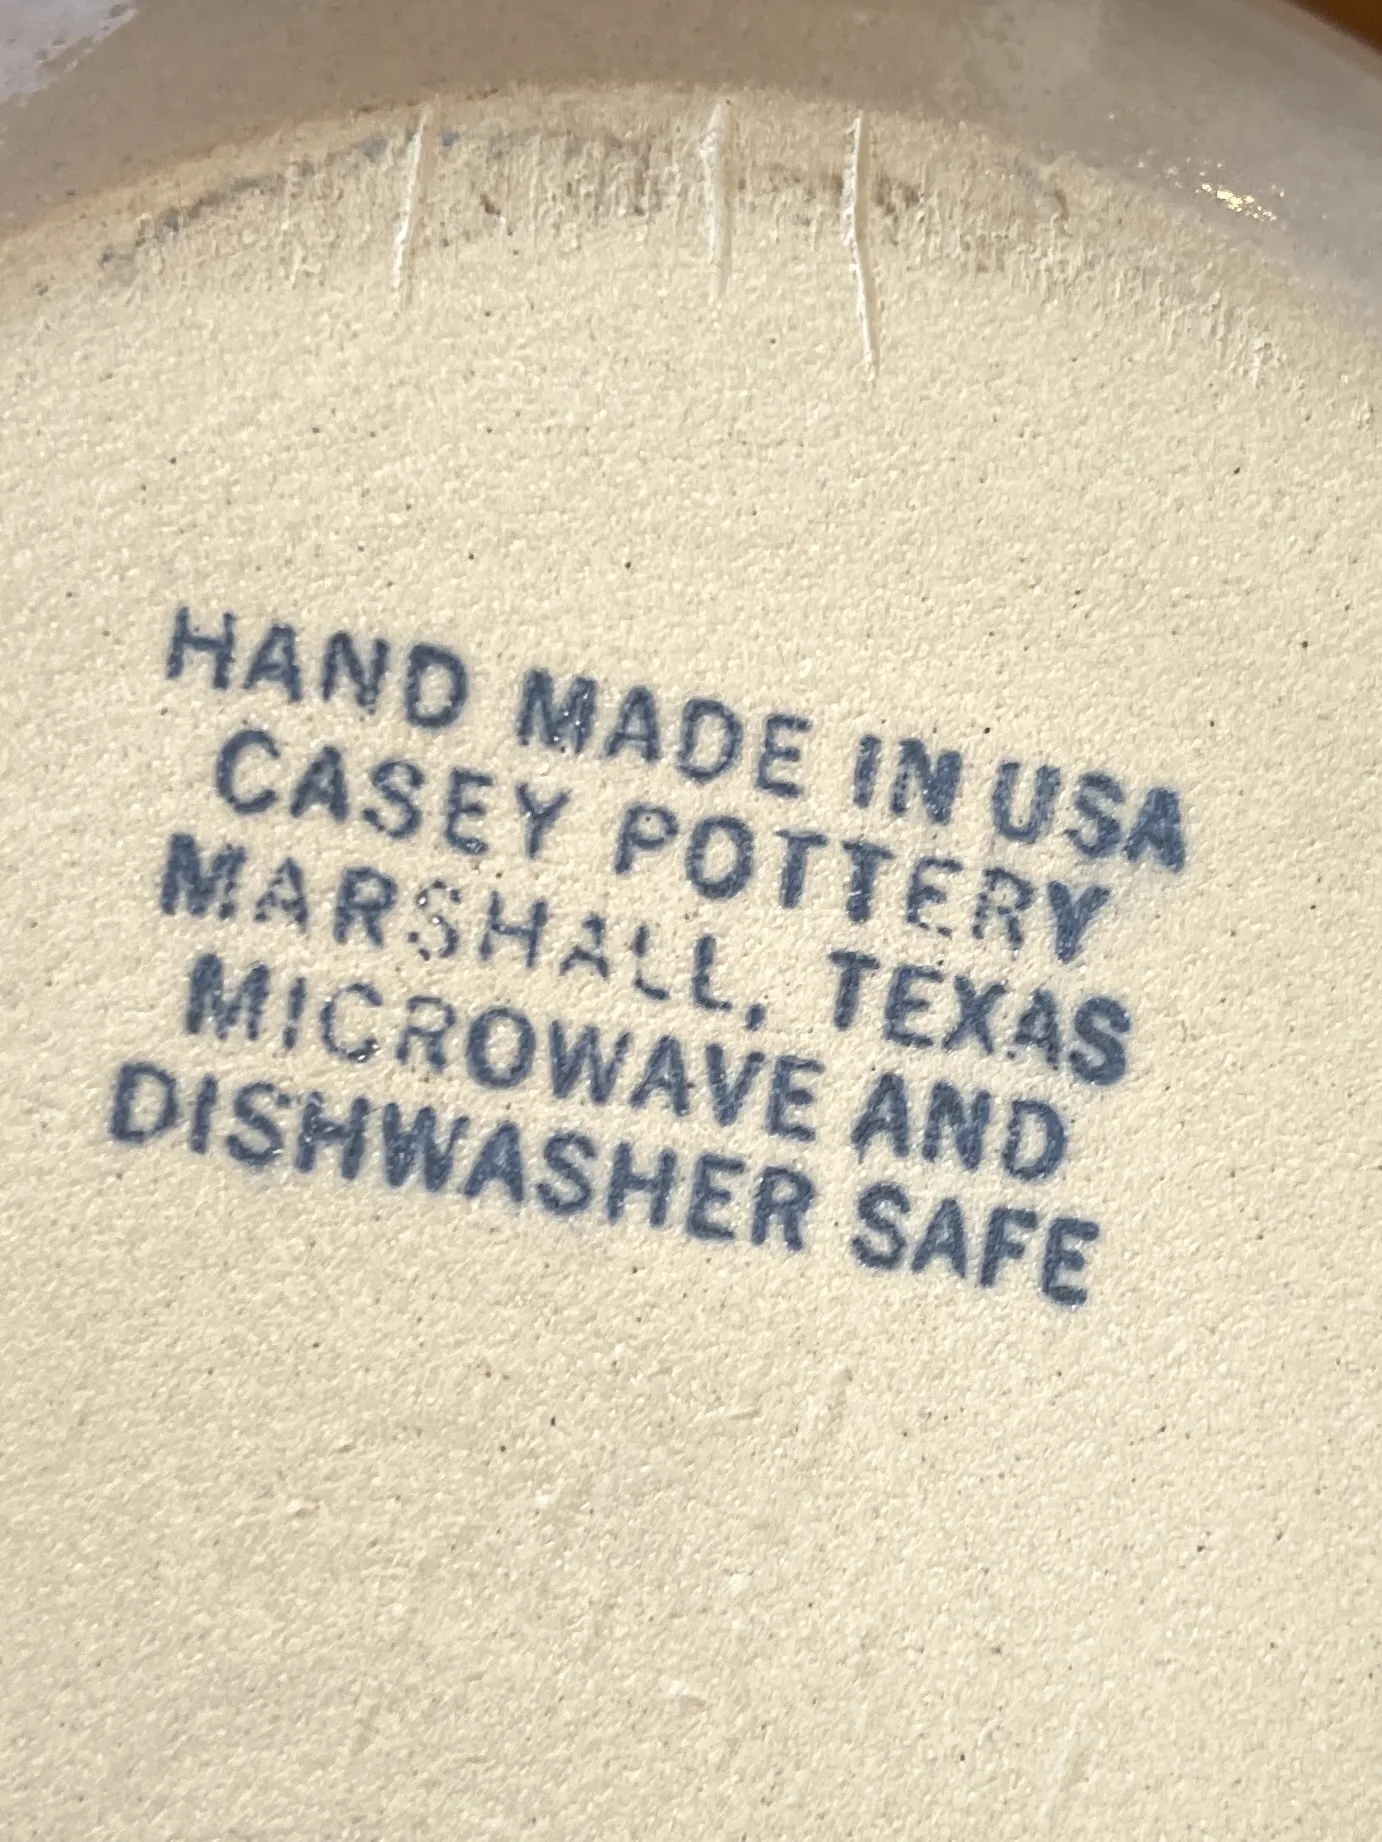 HAND MADE IN USA
CASEY POTTERY
MARSHALL, TEXAS
MICROWAVE AND
DISHWASHER SAFE